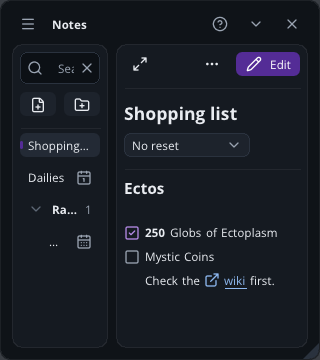 Notes
Sea
Edit
Shopping...
Shopping list
No reset
Dailies
Ra... 1
...
Ectos
250 Globs of Ectoplasm
Mystic Coins
Check the wiki first.